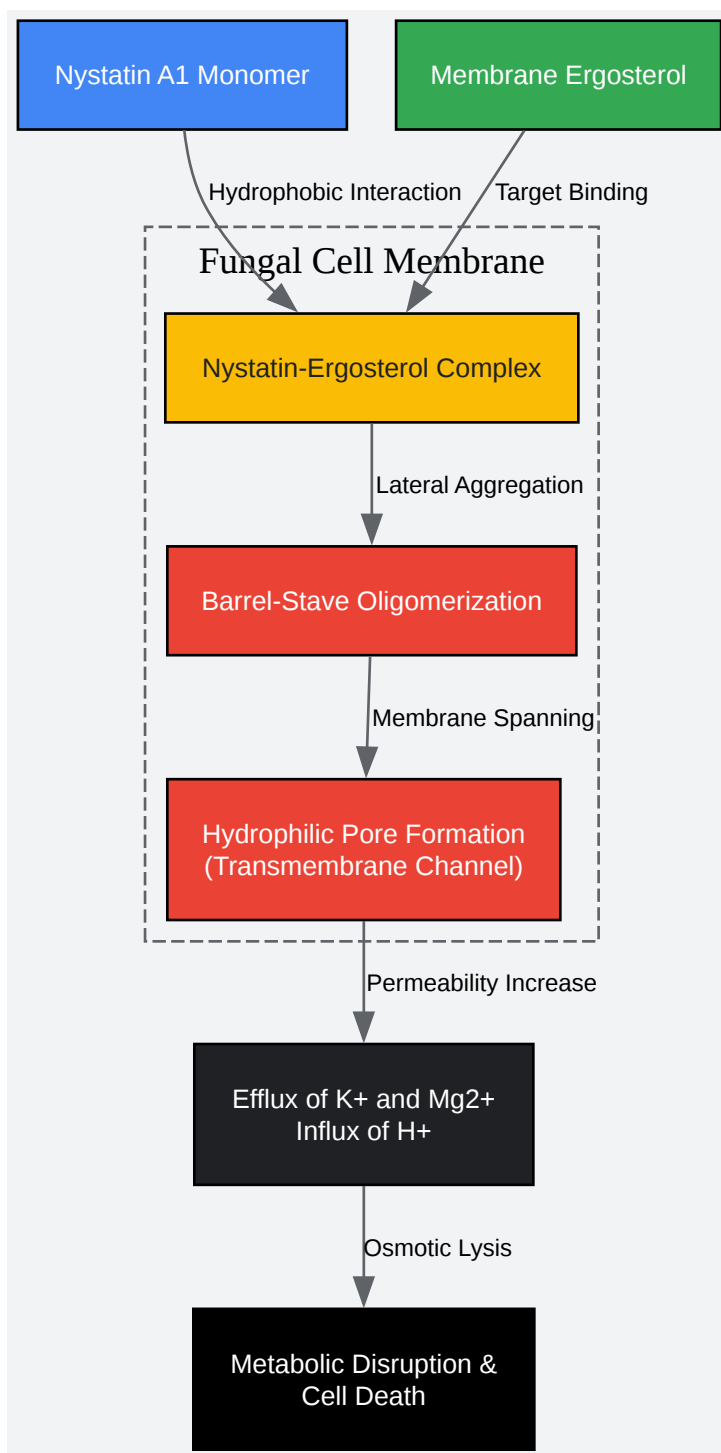 Nystatin A1 Monomer
Membrane Ergosterol
Hydrophobic Interaction
Target Binding
Fungal Cell Membrane
Nystatin-Ergosterol Complex
Lateral Aggregation
Barrel-Stave Oligomerization
Membrane Spanning
Hydrophilic Pore Formation
(Transmembrane Channel)
Permeability Increase
Efflux of K+ and Mg2+
Influx of H+
Osmotic Lysis
Metabolic Disruption &
Cell Death